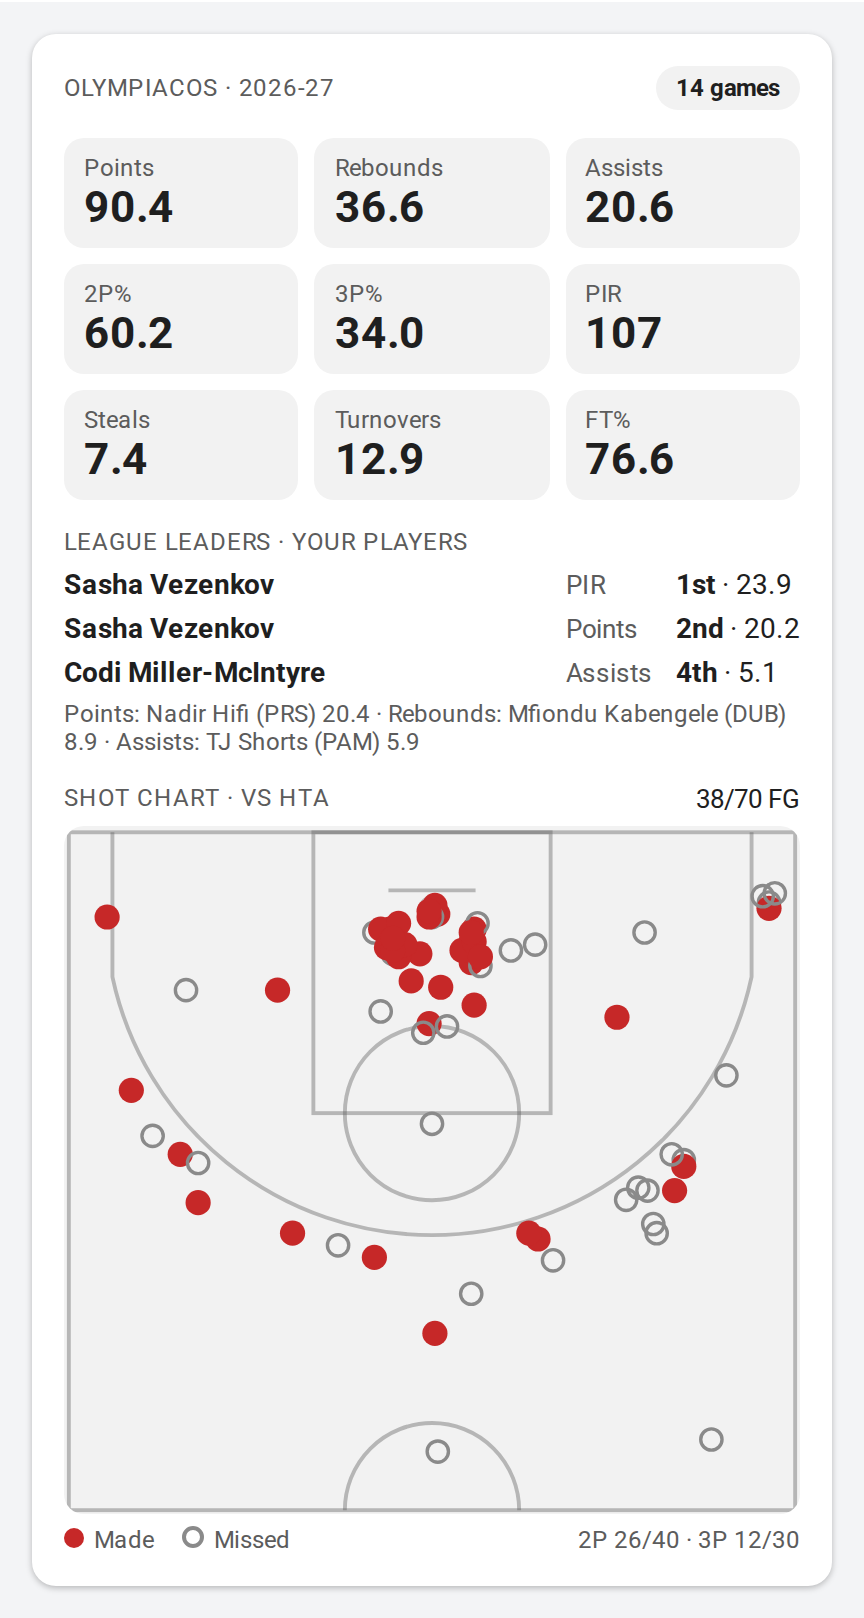 OLYMPIACOS · 2026-27
14 games
Points
90.4
Rebounds
36.6
Assists
20.6
2P%
60.2
3P%
34.0
PIR
107
Steals
7.4
Turnovers
12.9
FT%
76.6
LEAGUE LEADERS · YOUR PLAYERS
Sasha Vezenkov PIR 1st · 23.9
Sasha Vezenkov Points 2nd · 20.2
Codi Miller-McIntyre Assists 4th · 5.1
Points: Nadir Hifi (PRS) 20.4 · Rebounds: Mfiondu Kabengele (DUB)
8.9 · Assists: TJ Shorts (PAM) 5.9
SHOT CHART · VS HTA 38/70 FG
Made Missed 2P 26/40 · 3P 12/30